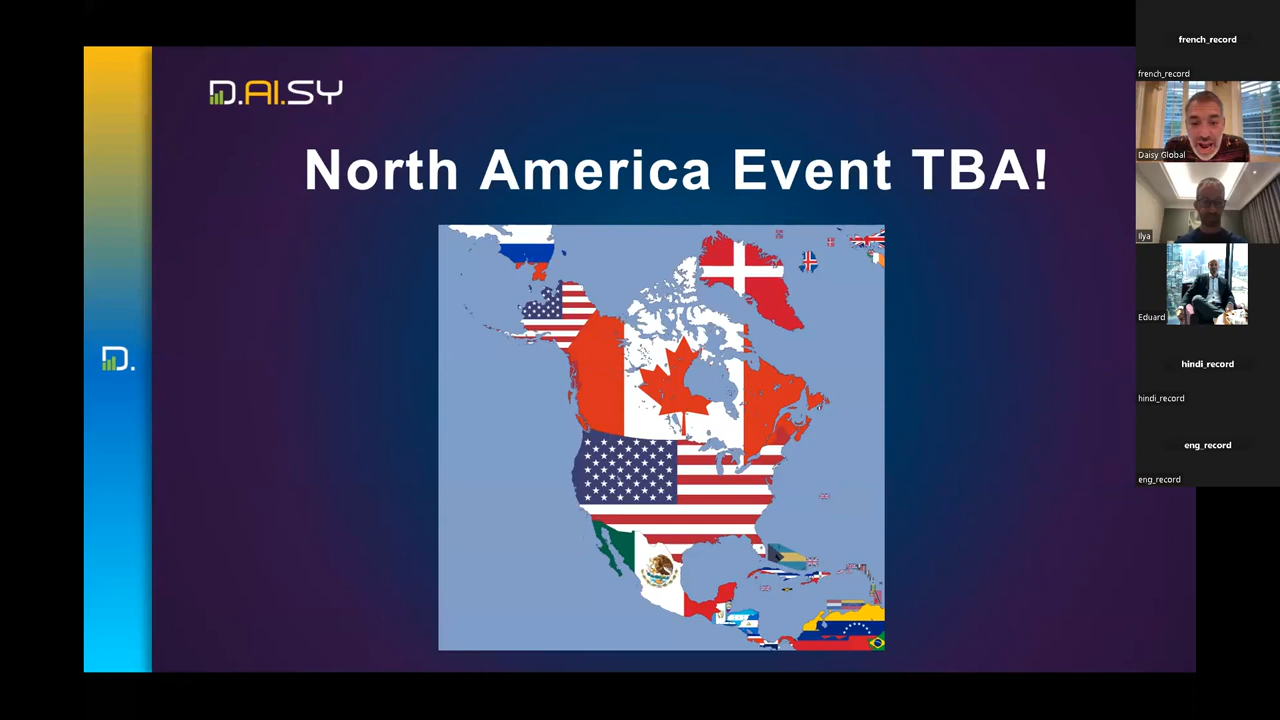 D.AI.SY
North America Event TBA!
D.
french_record
french_record
Daisy Global
Ilya
Eduard
hindi_record
hindi_record
eng_record
eng_record